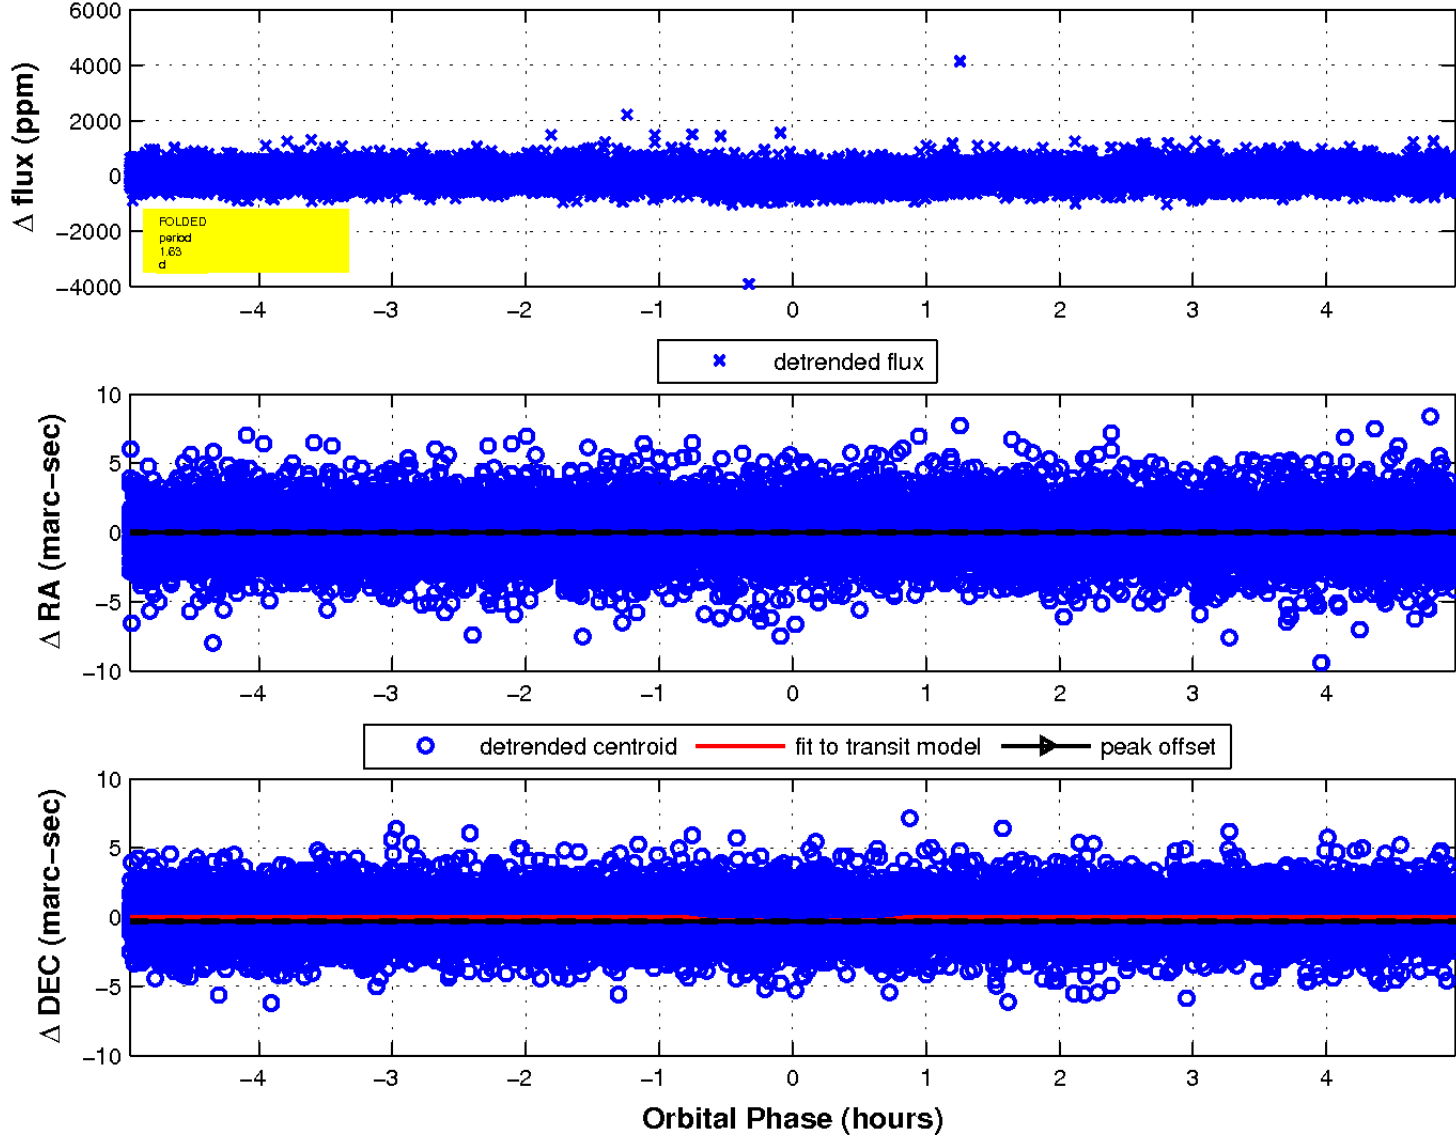 6000
4000
2000
0
−2000
−4000
Δ flux (ppm)
FOLDED
period
1.63
d
−4 −3 −2 −1 0 1 2 3 4
detrended flux
10
5
0
−5
−10
Δ RA (marc−sec)
−4 −3 −2 −1 0 1 2 3 4
detrended centroid fit to transit model peak offset
10
5
0
−5
−10
Δ DEC (marc−sec)
−4 −3 −2 −1 0 1 2 3 4
Orbital Phase (hours)